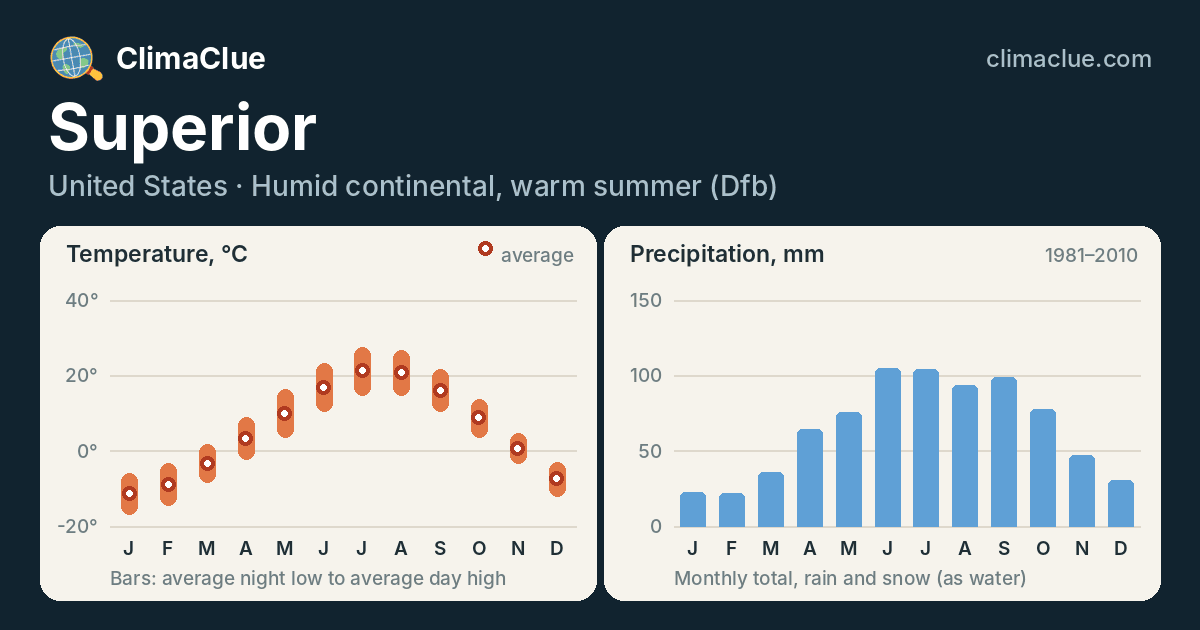 ClimaClue
climaclue.com
Superior
United States · Humid continental, warm summer (Dfb)
Temperature, °C
average
40°
20°
0°
-20°
J F M A M J J A S O N D
Bars: average night low to average day high
Precipitation, mm
1981–2010
150
100
50
0
J F M A M J J A S O N D
Monthly total, rain and snow (as water)